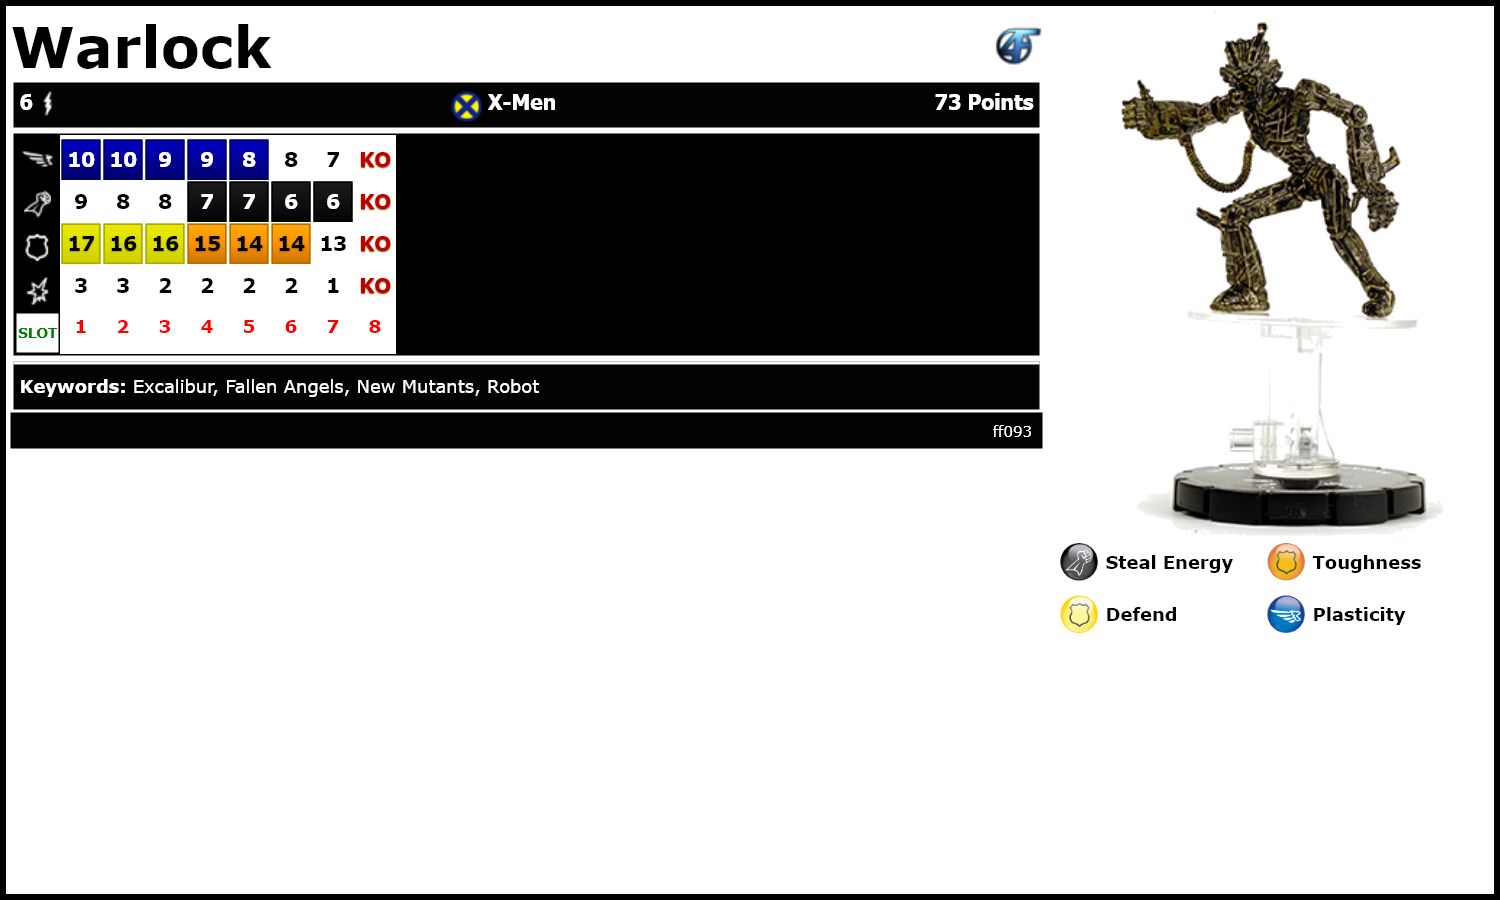 Warlock
6 X-Men 73 Points
10 10 9 9 8 8 7 KO
9 8 8 7 7 6 6 KO
17 16 16 15 14 14 13 KO
3 3 2 2 2 2 1 KO
SLOT 1 2 3 4 5 6 7 8
Keywords: Excalibur, Fallen Angels, New Mutants, Robot
ff093
Steal Energy Toughness
Defend Plasticity